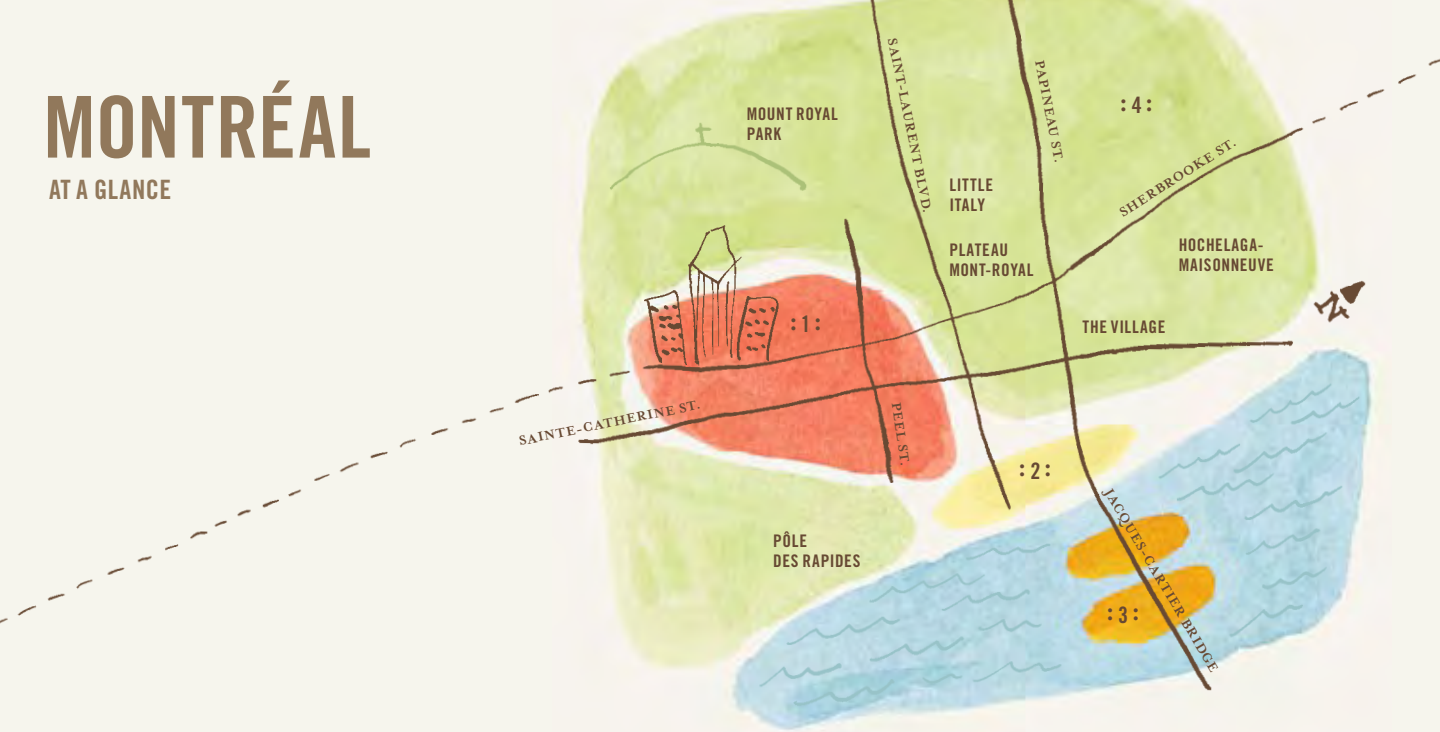 MONTRÉAL
AT A GLANCE
MOUNT ROYAL
PARK
SAINT-LAURENT BLVD.
PAPINEAU ST.
:4:
SHERBROOKE ST.
LITTLE
ITALY
PLATEAU
MONT-ROYAL
HOCHELAGA-
MAISONNEUVE
N
:1:
THE VILLAGE
SAINTE-CATHERINE ST.
PEEL ST.
:2:
PÔLE
DES RAPIDES
JACQUES-CARTIER BRIDGE
:3: